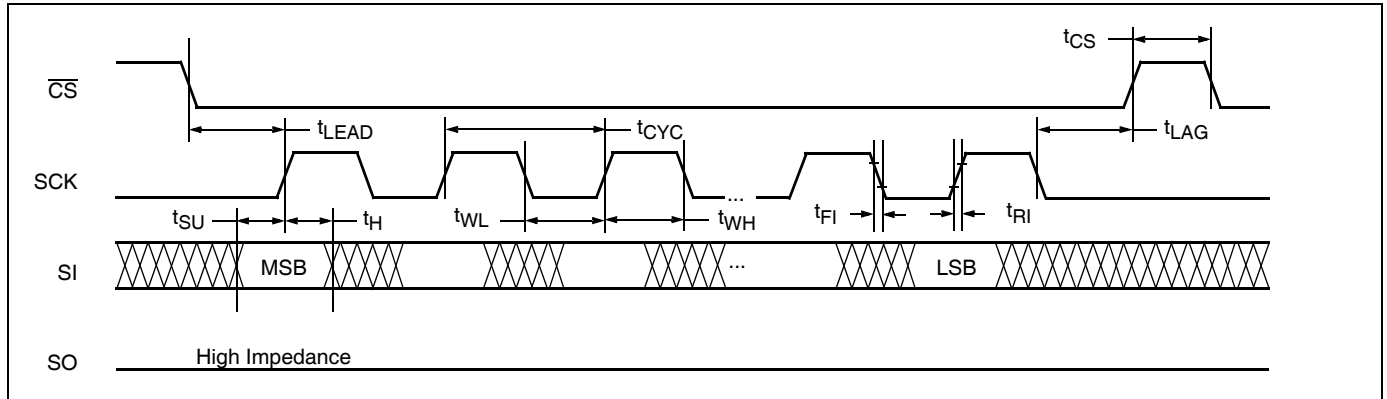 tCS
CS
tLEAD
tCYC
tLAG
SCK
...
tSU
tH
tWL
tWH
tFI
tRI
SI
MSB
...
LSB
SO
High Impedance